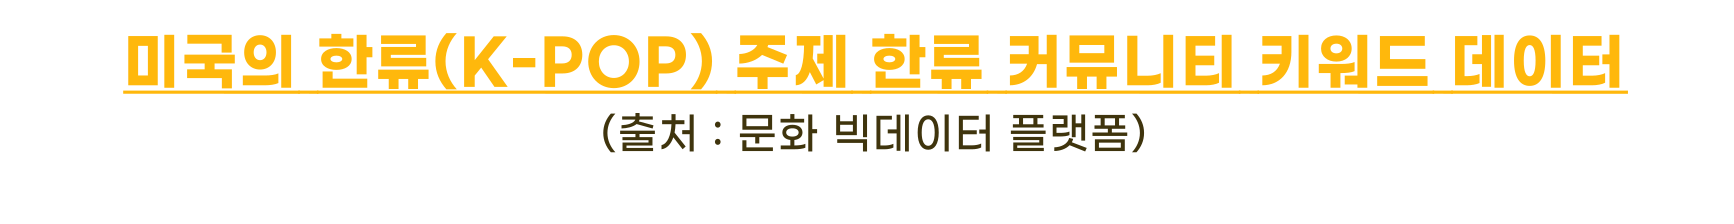 미국의 한류(K-POP) 주제 한류 커뮤니티 키워드 데이터
(출처 : 문화 빅데이터 플랫폼)